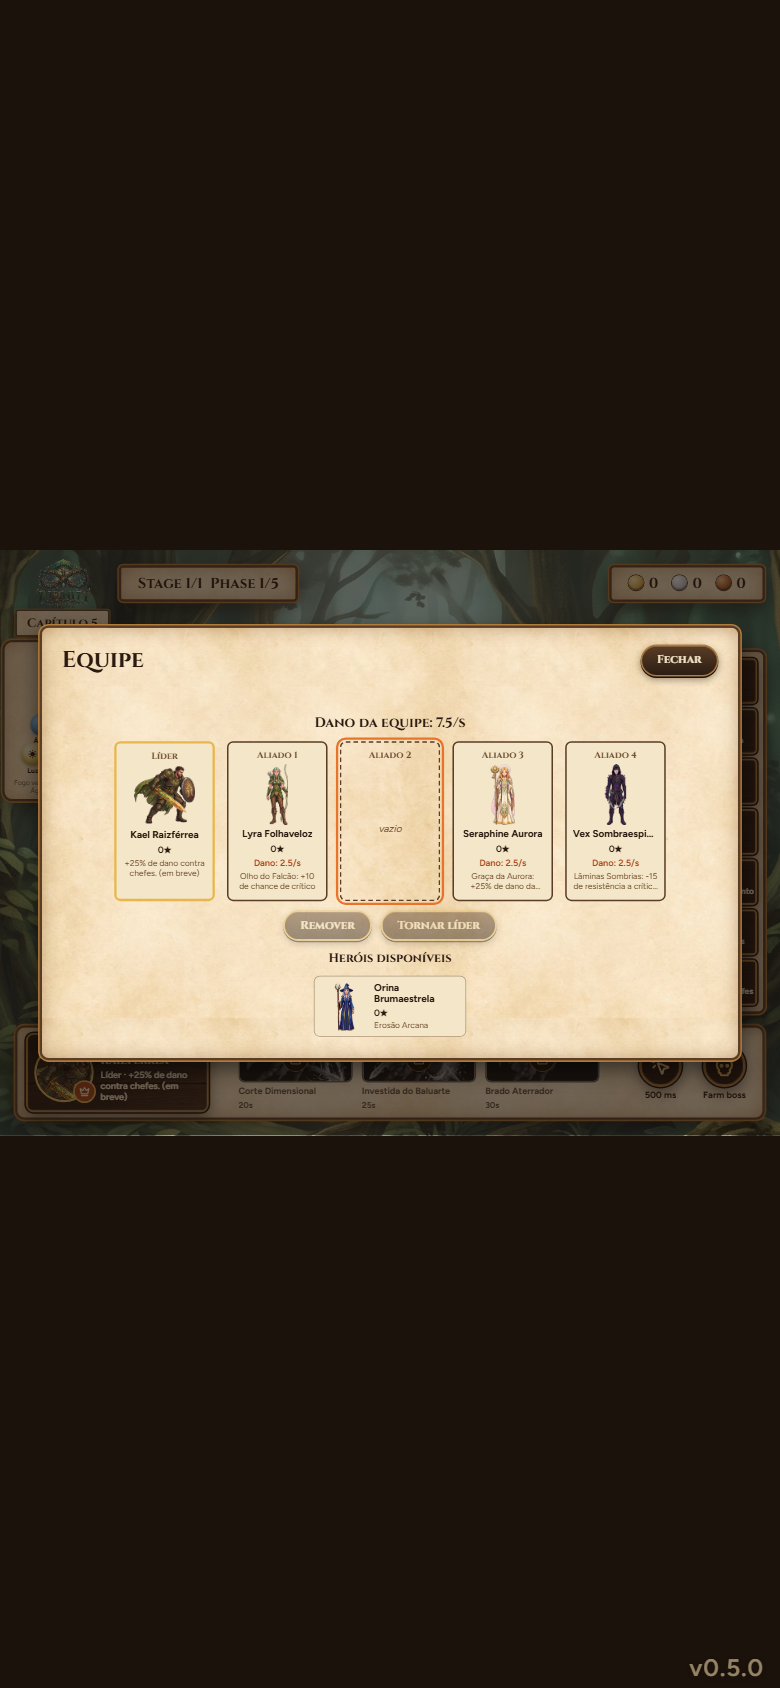 Stage 1/1 Phase 1/5
0 0 0
Capítulo 5
Equipe
Fechar
Dano da equipe: 7.5/s
Líder
Kael Raizférrea
0★
+25% de dano contra
chefes. (em breve)
Aliado 1
Lyra Folhaveloz
0★
Dano: 2.5/s
Olho do Falcão: +10
de chance de crítico
Aliado 2
vazio
Aliado 3
Seraphine Aurora
0★
Dano: 2.5/s
Graça da Aurora:
+25% de dano da...
Aliado 4
Vex Sombraespi...
0★
Dano: 2.5/s
Lâminas Sombrias: -15
de resistência a crític...
Remover
Tornar líder
Heróis disponíveis
Orina
Brumaestrela
0★
Erosão Arcana
Líder · +25% de dano
contra chefes. (em
breve)
Corte Dimensional
20s
Investida do Baluarte
25s
Brado Aterrador
30s
500 ms
Farm boss
v0.5.0